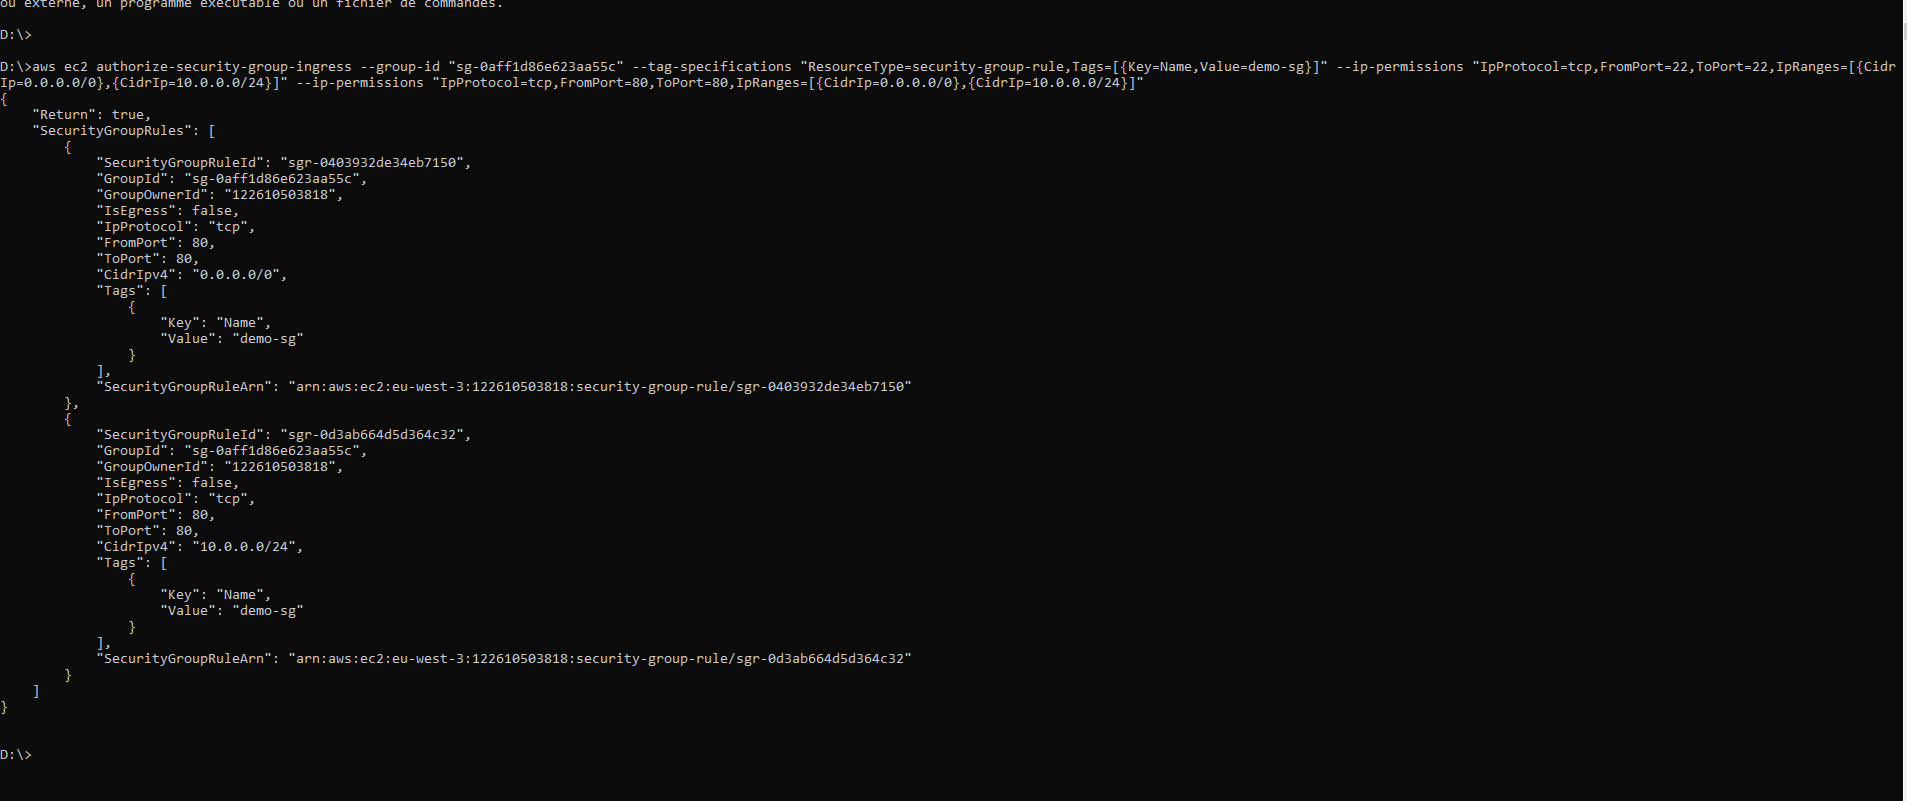 ou externe, un programme exécutable ou un fichier de commandes.
D:\>
D:\>aws ec2 authorize-security-group-ingress --group-id "sg-0aff1d86e623aa55c" --tag-specifications "ResourceType=security-group-rule,Tags=[{Key=Name,Value=demo-sg}]" --ip-permissions "IpProtocol=tcp,FromPort=22,ToPort=22,IpRanges=[{Cidr
Ip=0.0.0.0/0},{CidrIp=10.0.0.0/24}]" --ip-permissions "IpProtocol=tcp,FromPort=80,ToPort=80,IpRanges=[{CidrIp=0.0.0.0/0},{CidrIp=10.0.0.0/24}]"
{
    "Return": true,
    "SecurityGroupRules": [
        {
            "SecurityGroupRuleId": "sgr-0403932de34eb7150",
            "GroupId": "sg-0aff1d86e623aa55c",
            "GroupOwnerId": "122610503818",
            "IsEgress": false,
            "IpProtocol": "tcp",
            "FromPort": 80,
            "ToPort": 80,
            "CidrIpv4": "0.0.0.0/0",
            "Tags": [
                {
                    "Key": "Name",
                    "Value": "demo-sg"
                }
            ],
            "SecurityGroupRuleArn": "arn:aws:ec2:eu-west-3:122610503818:security-group-rule/sgr-0403932de34eb7150"
        },
        {
            "SecurityGroupRuleId": "sgr-0d3ab664d5d364c32",
            "GroupId": "sg-0aff1d86e623aa55c",
            "GroupOwnerId": "122610503818",
            "IsEgress": false,
            "IpProtocol": "tcp",
            "FromPort": 80,
            "ToPort": 80,
            "CidrIpv4": "10.0.0.0/24",
            "Tags": [
                {
                    "Key": "Name",
                    "Value": "demo-sg"
                }
            ],
            "SecurityGroupRuleArn": "arn:aws:ec2:eu-west-3:122610503818:security-group-rule/sgr-0d3ab664d5d364c32"
        }
    ]
}
D:\>